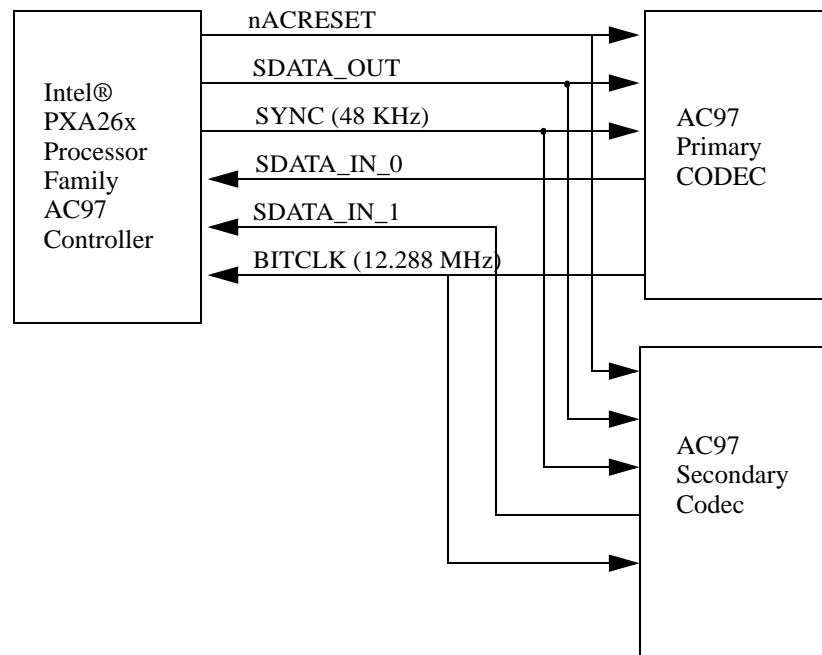 nACRESET
SDATA_OUT
SYNC (48 KHz)
SDATA_IN_0
SDATA_IN_1
BITCLK (12.288 MHz)
Intel®
PXA26x
Processor
Family
AC97
Controller
AC97
Primary
CODEC
AC97
Secondary
Codec